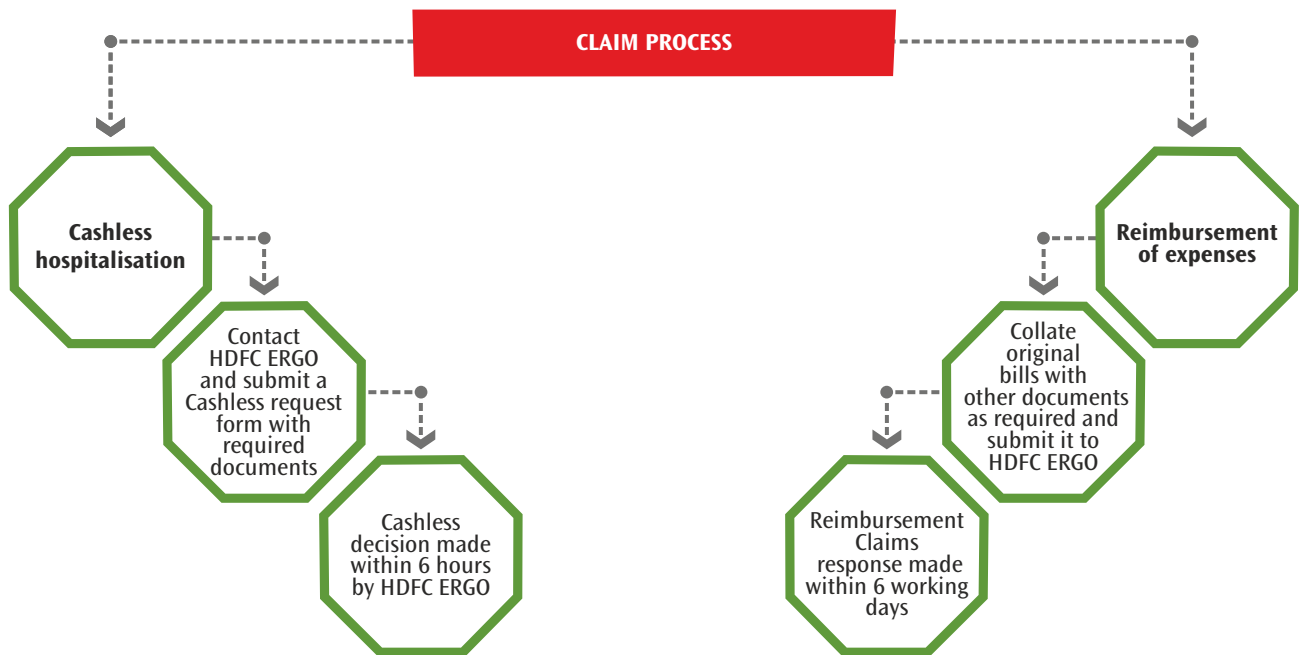 CLAIM PROCESS
Cashless
hospitalisation
Contact
HDFC ERGO
and submit a
Cashless request
form with
required
documents
Cashless
decision made
within 6 hours
by HDFC ERGO
Reimbursement
of expenses
Collate
original
bills with
other documents
as required and
submit it to
HDFC ERGO
Reimbursement
Claims
response made
within 6 working
days